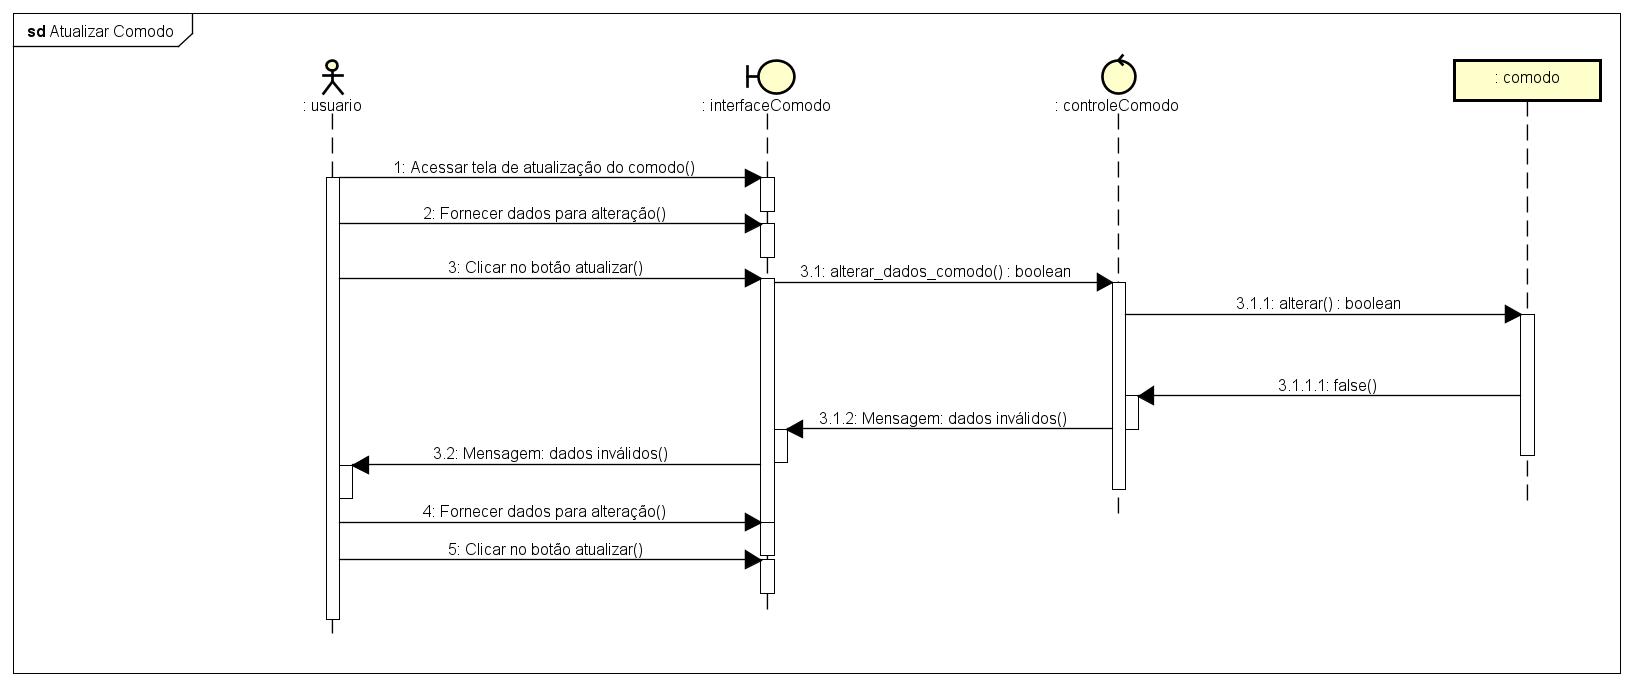 sd Atualizar Comodo
: usuario
: interfaceComodo
: controleComodo
: comodo
1: Acessar tela de atualização do comodo()
2: Fornecer dados para alteração()
3: Clicar no botão atualizar()
3.1: alterar_dados_comodo() : boolean
3.1.1: alterar() : boolean
3.1.1.1: false()
3.1.2: Mensagem: dados inválidos()
3.2: Mensagem: dados inválidos()
4: Fornecer dados para alteração()
5: Clicar no botão atualizar()